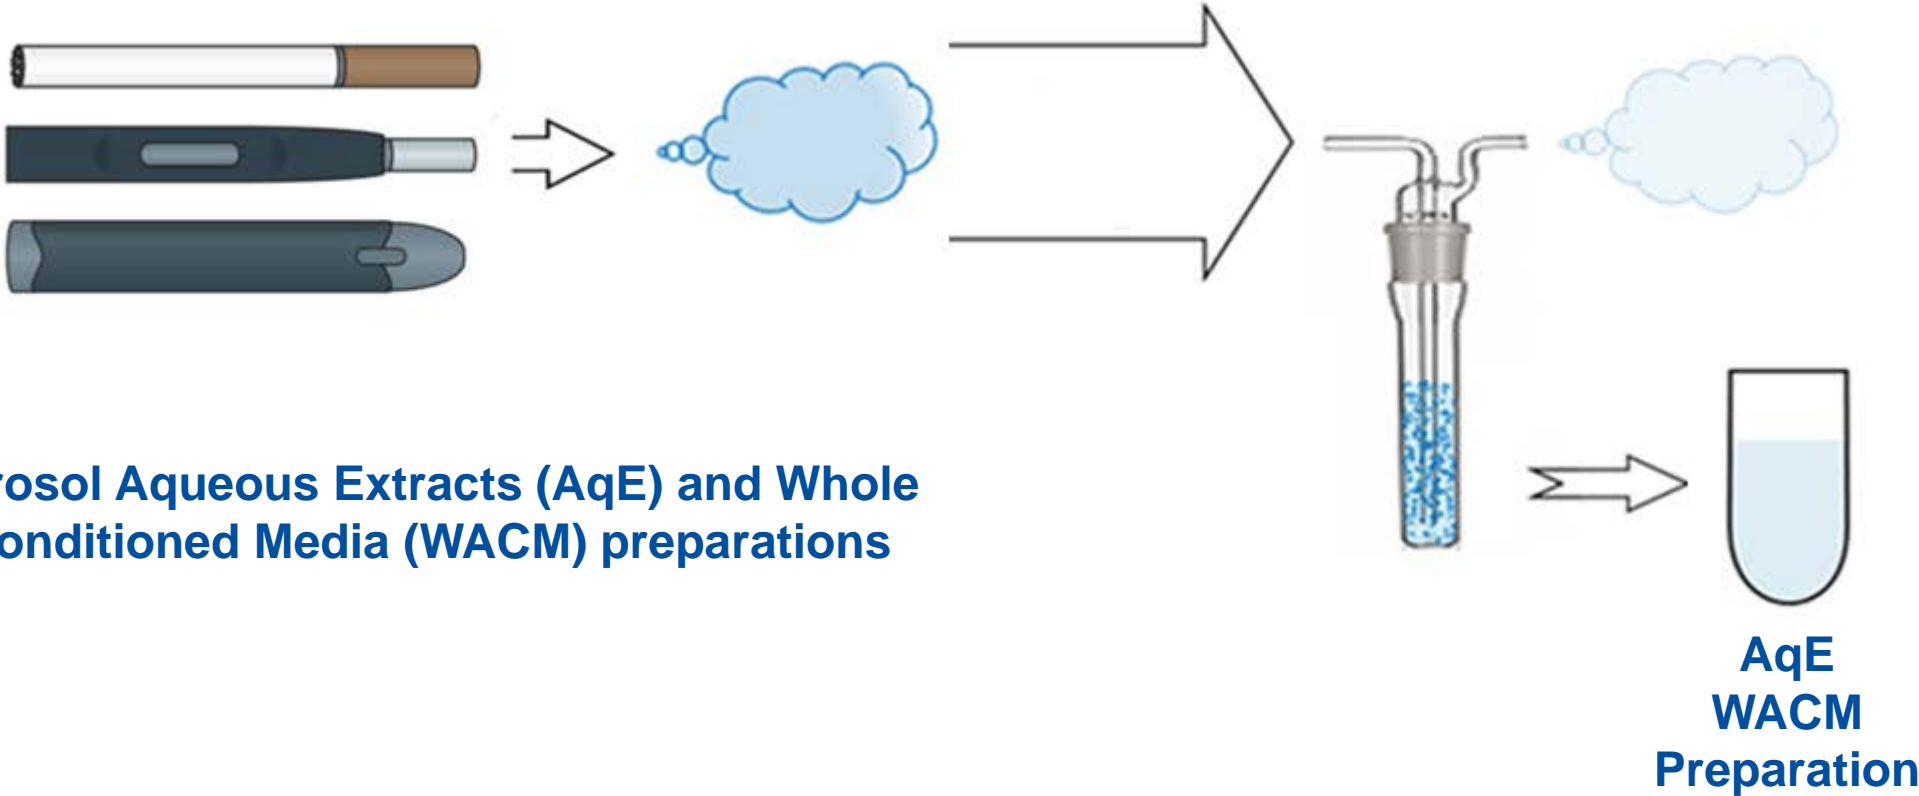 rosol Aqueous Extracts (AqE) and Whole
onditioned Media (WACM) preparations
AqE
WACM
Preparation